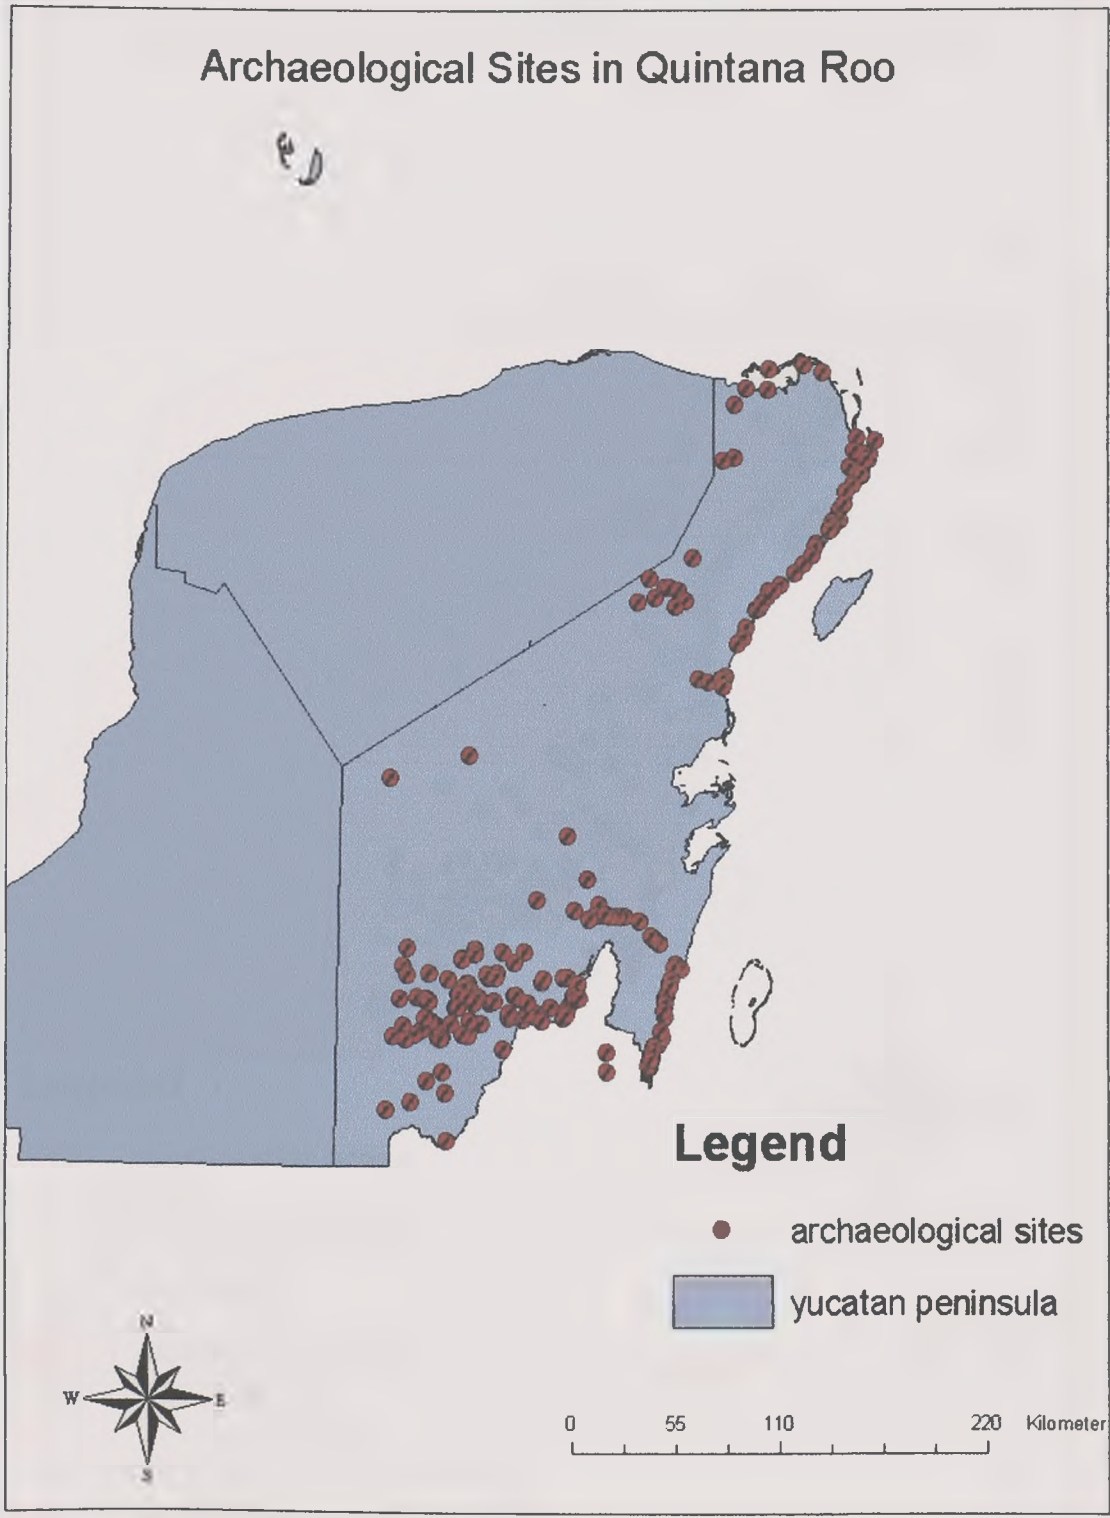 Archaeological Sites in Quintana Roo
Legend
archaeological sites
yucatan peninsula
N
W E
S
0 55 110 220 Kilometer